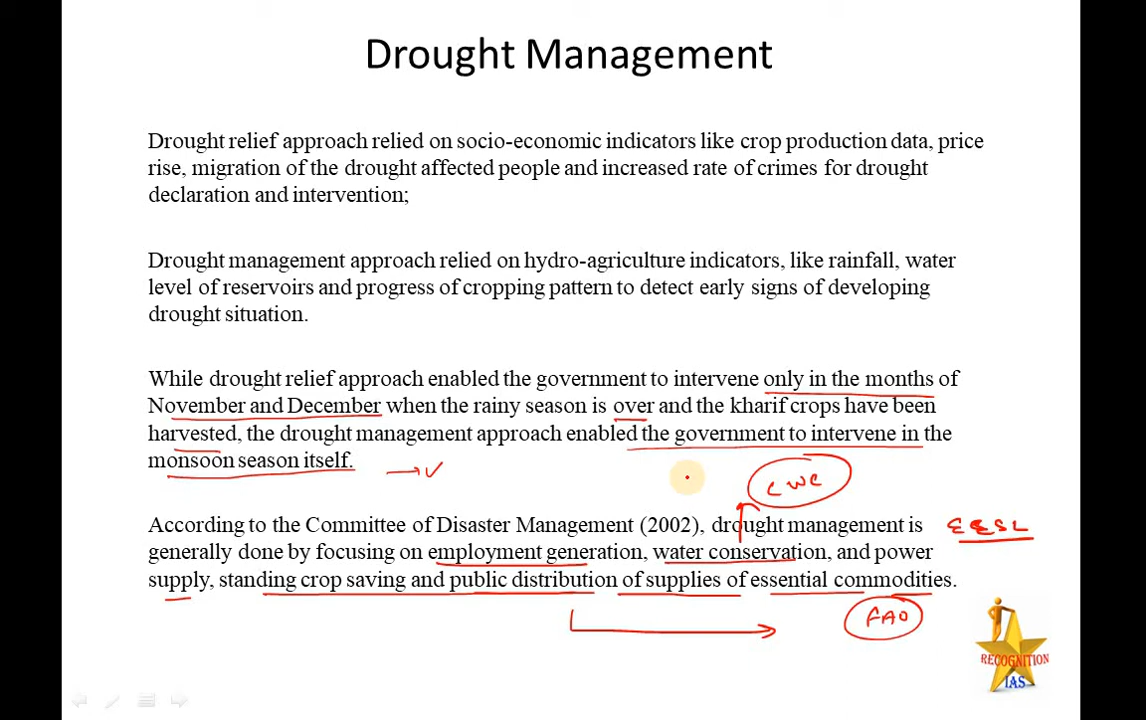 Drought Management
Drought relief approach relied on socio-economic indicators like crop production data, price
rise, migration of the drought affected people and increased rate of crimes for drought
declaration and intervention;
Drought management approach relied on hydro-agriculture indicators, like rainfall, water
level of reservoirs and progress of cropping pattern to detect early signs of developing
drought situation.
While drought relief approach enabled the government to intervene only in the months of
November and December when the rainy season is over and the kharif crops have been
harvested, the drought management approach enabled the government to intervene in the
monsoon season itself.
CWC
According to the Committee of Disaster Management (2002), drought management is
EESL
generally done by focusing on employment generation, water conservation, and power
supply, standing crop saving and public distribution of supplies of essential commodities.
FAO
RECOGNITION
IAS